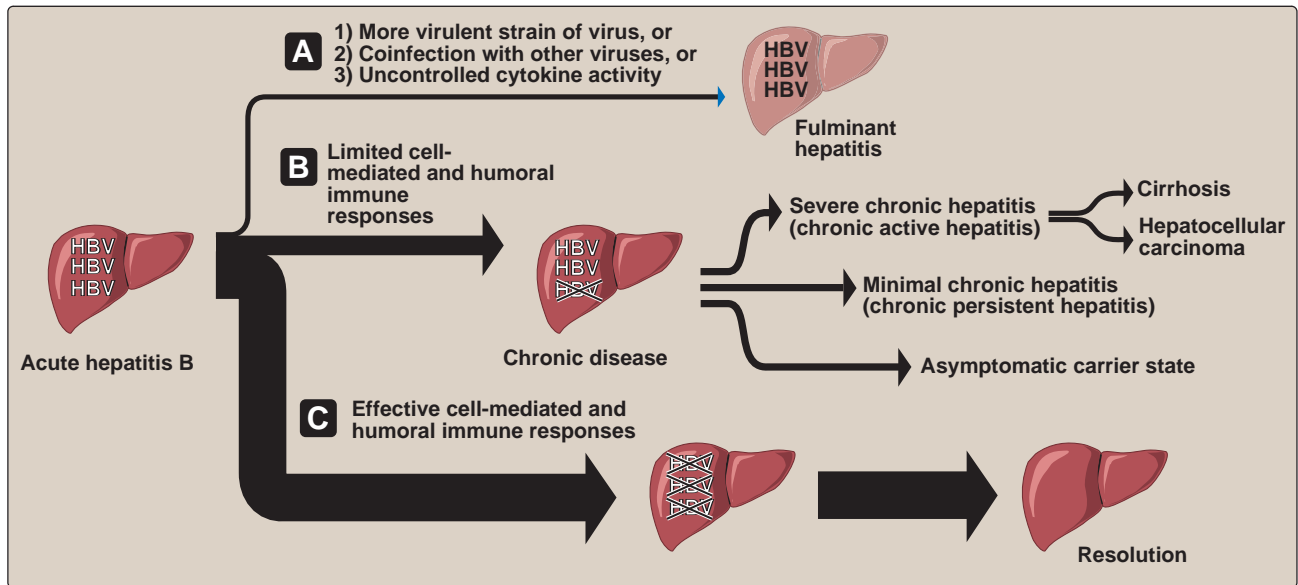 A
1) More virulent strain of virus, or
2) Coinfection with other viruses, or
3) Uncontrolled cytokine activity
HBV
HBV
HBV
Fulminant
hepatitis
B
Limited cell-
mediated and humoral
immune
responses
HBV
HBV
HBV
Acute hepatitis B
HBV
HBV
HBV
Chronic disease
Severe chronic hepatitis
(chronic active hepatitis)
Cirrhosis
Hepatocellular
carcinoma
Minimal chronic hepatitis
(chronic persistent hepatitis)
Asymptomatic carrier state
C
Effective cell-mediated and
humoral immune responses
HBV
HBV
HBV
Resolution